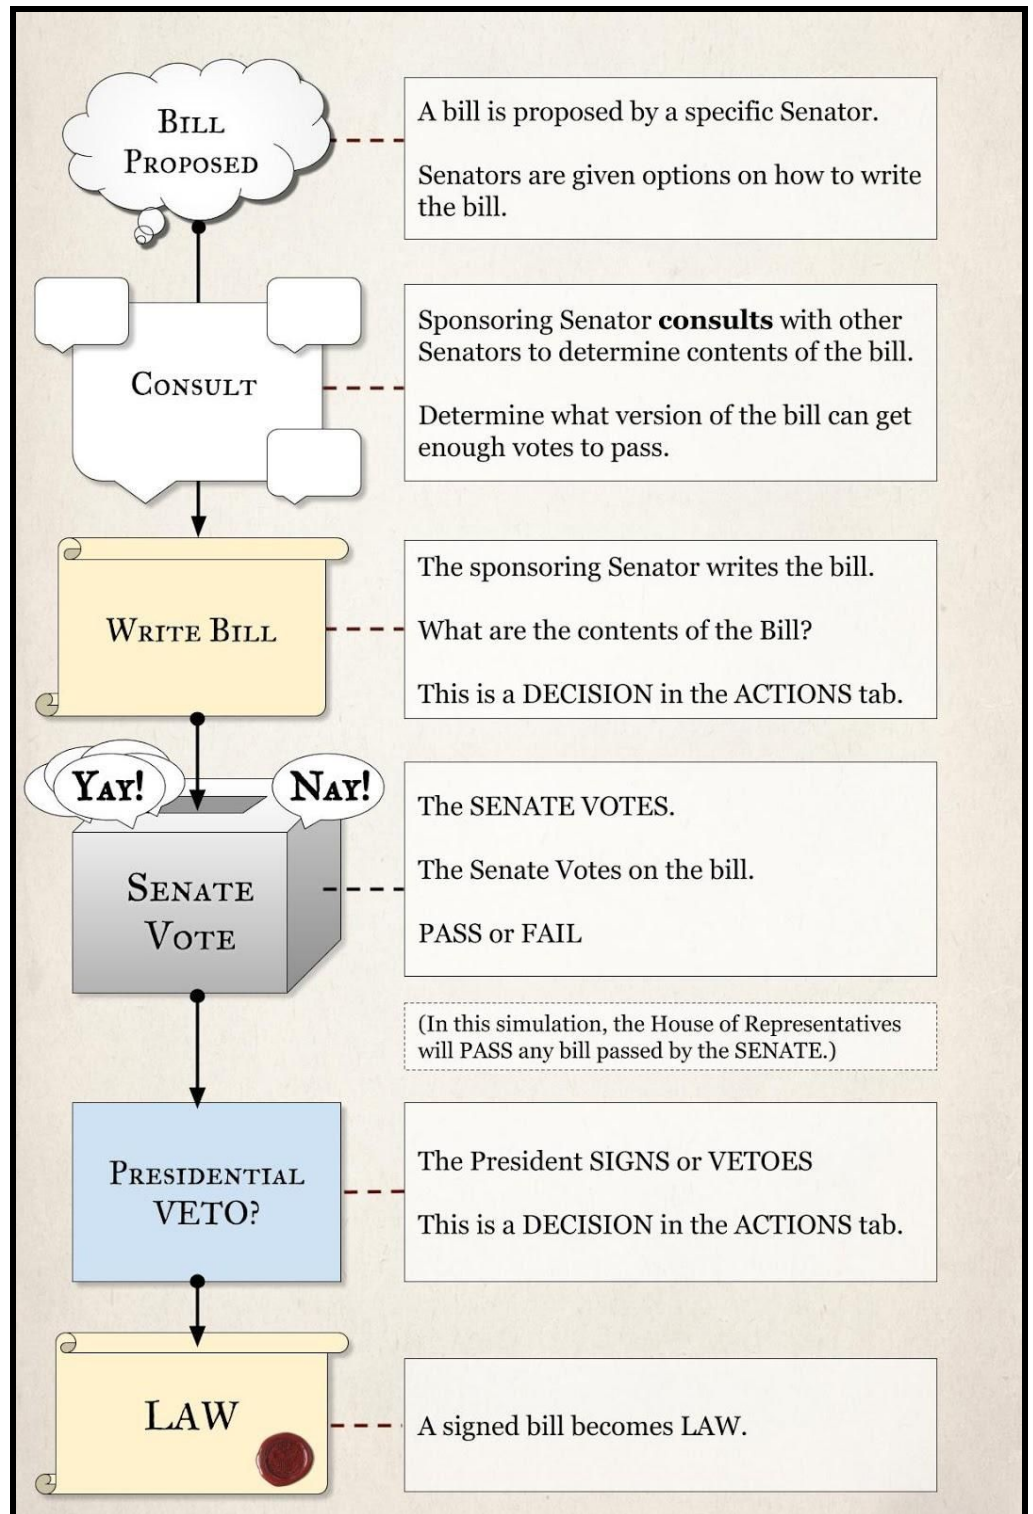 BILL
PROPOSED
A bill is proposed by a specific Senator.
Senators are given options on how to write
the bill.
CONSULT
Sponsoring Senator consults with other
Senators to determine contents of the bill.
Determine what version of the bill can get
enough votes to pass.
WRITE BILL
The sponsoring Senator writes the bill.
What are the contents of the Bill?
This is a DECISION in the ACTIONS tab.
YAY!
NAY!
SENATE
VOTE
The SENATE VOTES.
The Senate Votes on the bill.
PASS or FAIL
(In this simulation, the House of Representatives
will PASS any bill passed by the SENATE.)
PRESIDENTIAL
VETO?
The President SIGNS or VETOES
This is a DECISION in the ACTIONS tab.
LAW
A signed bill becomes LAW.